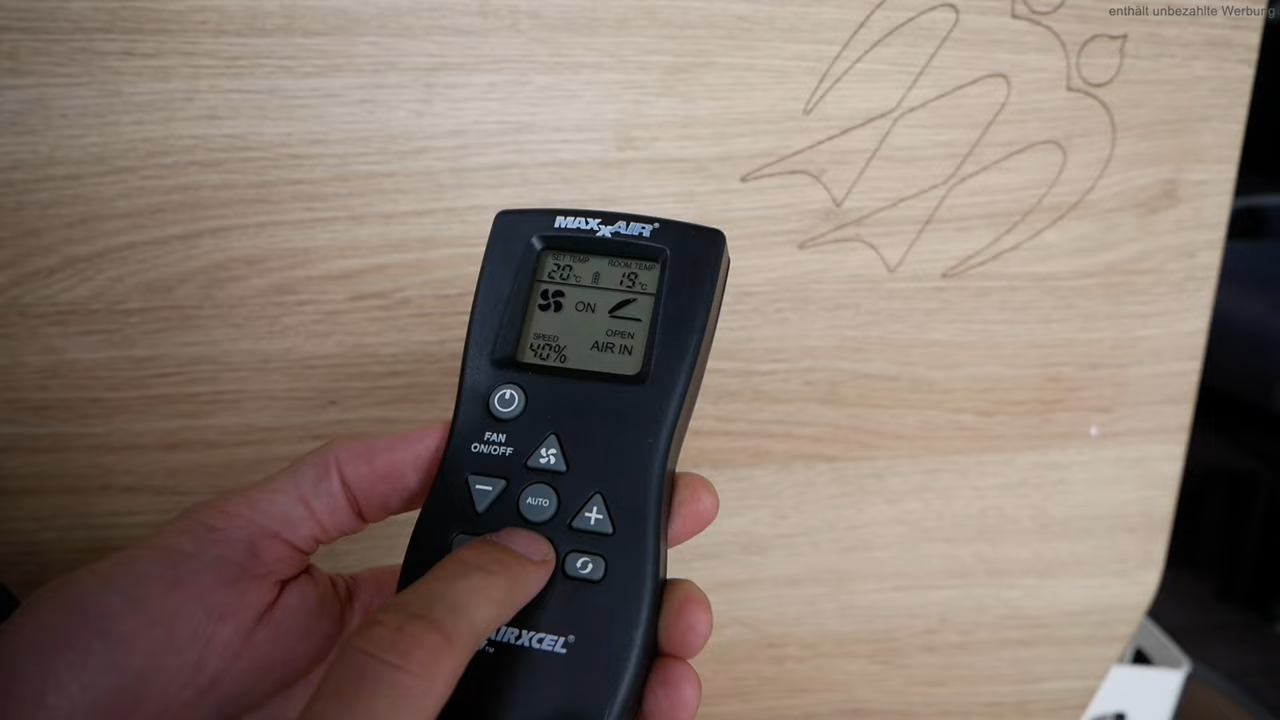 enthält unbezahlte Werbung
MAXXAIR®
SET TEMP ROOM TEMP
20°C 19°C
ON
SPEED OPEN
40% AIR IN
FAN
ON/OFF
AUTO
AIRXCEL®
™